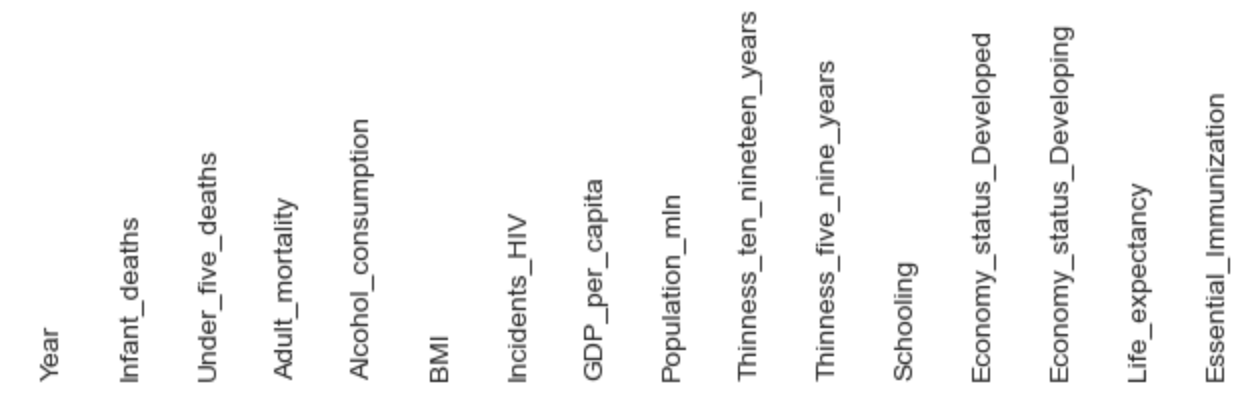 Year
Infant_deaths
Under_five_deaths
Adult_mortality
Alcohol_consumption
BMI
Incidents_HIV
GDP_per_capita
Population_mln
Thinness_ten_nineteen_years
Thinness_five_nine_years
Schooling
Economy_status_Developed
Economy_status_Developing
Life_expectancy
Essential_Immunization